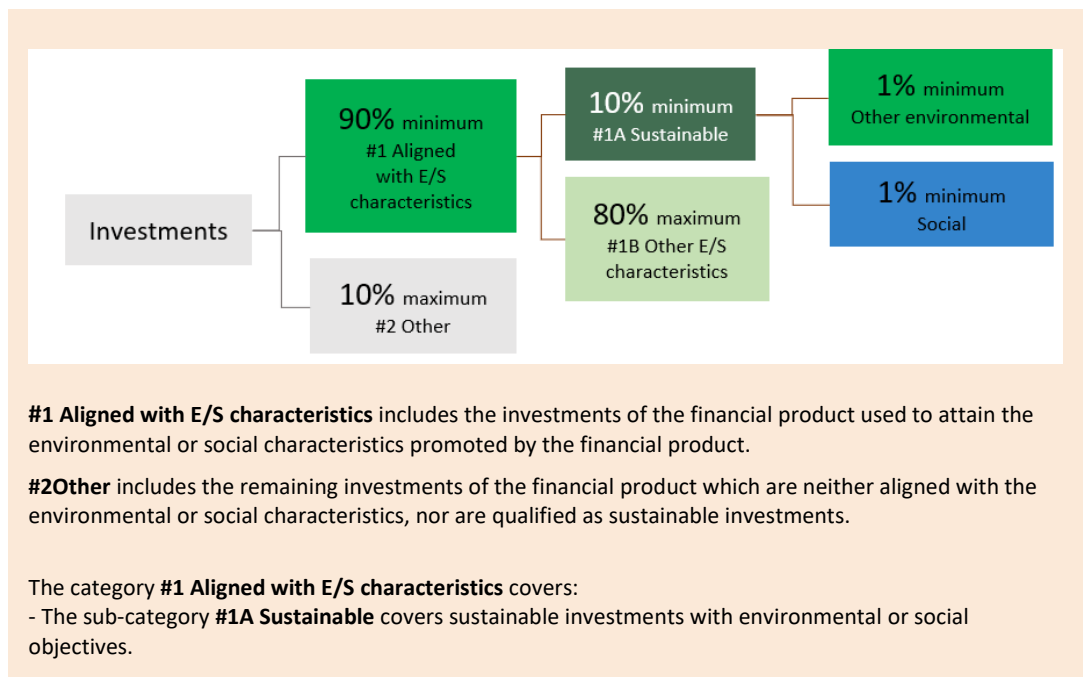 Investments
90% minimum
#1 Aligned
with E/S
characteristics
10% maximum
#2 Other
10% minimum
#1A Sustainable
80% maximum
#1B Other E/S
characteristics
1% minimum
Other environmental
1% minimum
Social
#1 Aligned with E/S characteristics includes the investments of the financial product used to attain the
environmental or social characteristics promoted by the financial product.
#2Other includes the remaining investments of the financial product which are neither aligned with the
environmental or social characteristics, nor are qualified as sustainable investments.
The category #1 Aligned with E/S characteristics covers:
- The sub-category #1A Sustainable covers sustainable investments with environmental or social
objectives.